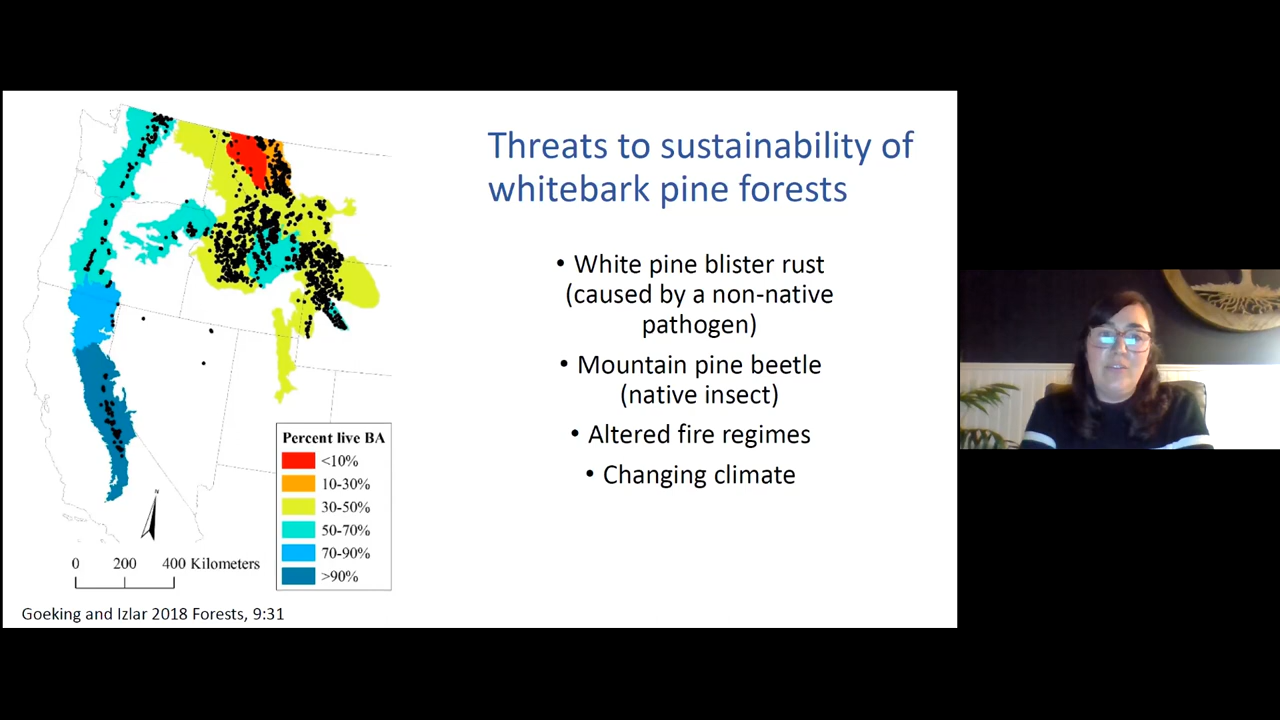 Threats to sustainability of
whitebark pine forests
• White pine blister rust
(caused by a non-native
pathogen)
• Mountain pine beetle
(native insect)
• Altered fire regimes
• Changing climate
Percent live BA
<10%
10-30%
30-50%
50-70%
70-90%
>90%
N
0 200 400 Kilometers
Goeking and Izlar 2018 Forests, 9:31